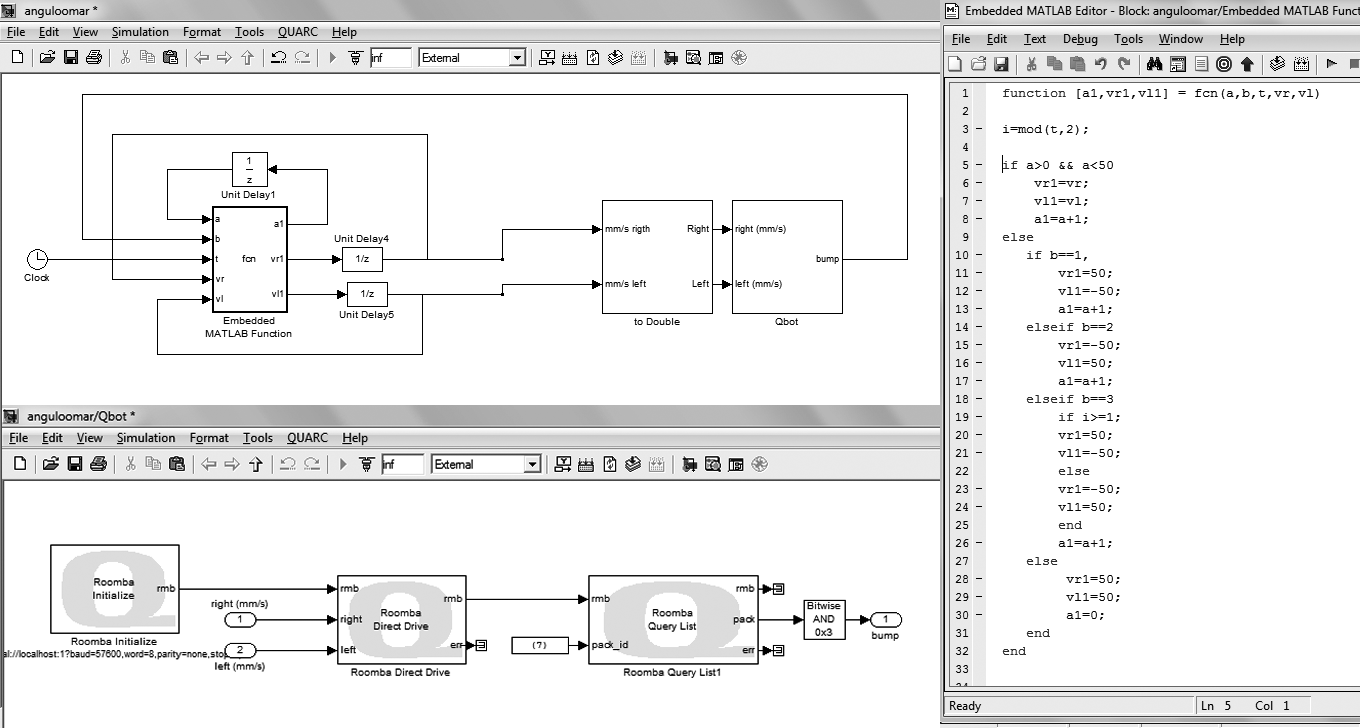 anguloomar *
File Edit View Simulation Format Tools QUARC Help
inf External
1
z
Unit Delay1
a
b
t
vr
vl
fcn
a1
vr1
vl1
Embedded
MATLAB Function
Clock
Unit Delay4
1/z
1/z
Unit Delay5
mm/s rigth
mm/s left
Right
Left
to Double
right (mm/s)
left (mm/s)
bump
Qbot
anguloomar/Qbot *
File Edit View Simulation Format Tools QUARC Help
inf External
Roomba
Initialize
rmb
Roomba Initialize
al://localhost:1?baud=57600,word=8,parity=none,stop
right (mm/s)
1
2
left (mm/s)
rmb
right
left
Roomba
Direct Drive
rmb
err
Roomba Direct Drive
(7)
rmb
pack_id
Roomba
Query List
rmb
pack
err
Roomba Query List1
Bitwise
AND
0x3
1
bump
Embedded MATLAB Editor - Block: anguloomar/Embedded MATLAB Funct
File Edit Text Debug Tools Window Help
1 function [a1,vr1,vl1] = fcn(a,b,t,vr,vl)
2
3 - i=mod(t,2);
4
5 - if a>0 && a<50
6 - vr1=vr;
7 - vl1=vl;
8 - a1=a+1;
9 - else
10 - if b==1,
11 - vr1=50;
12 - vl1=-50;
13 - a1=a+1;
14 - elseif b==2
15 - vr1=-50;
16 - vl1=50;
17 - a1=a+1;
18 - elseif b==3
19 - if i>=1;
20 - vr1=50;
21 - vl1=-50;
22 - else
23 - vr1=-50;
24 - vl1=50;
25 - end
26 - a1=a+1;
27 - else
28 - vr1=50;
29 - vl1=50;
30 - a1=0;
31 - end
32 - end
33
34
Ready Ln 5 Col 1